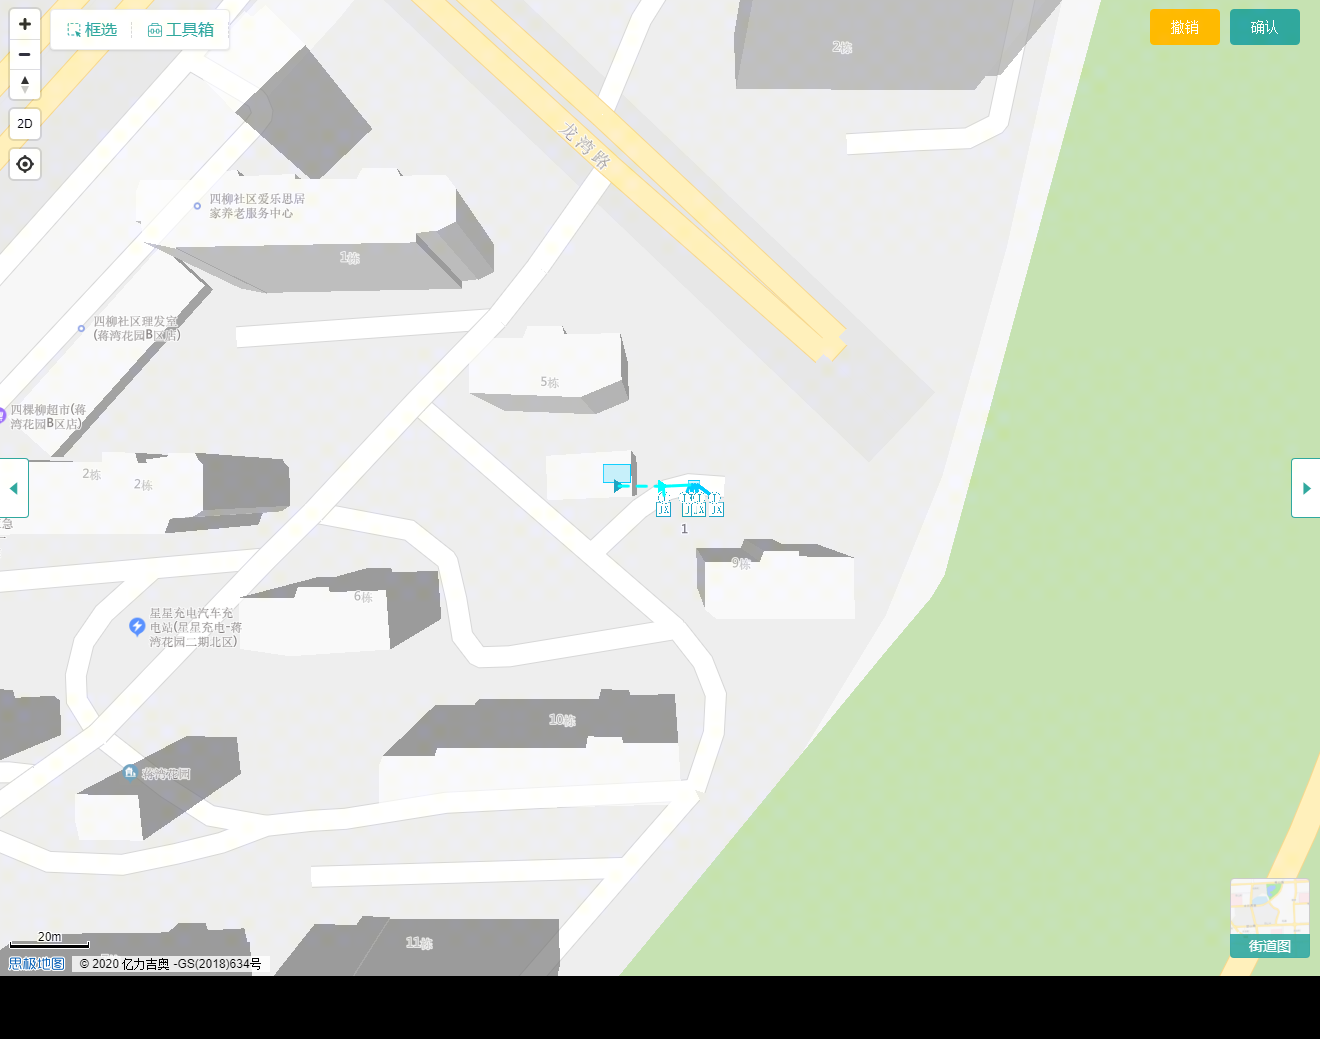 框选
工具箱
撤销
确认
2D
2栋
龙湾路
四柳社区爱乐思居
家养老服务中心
1栋
四柳社区理发室
(蒋湾花园B区店)
5栋
四棵柳超市(蒋
湾花园B区店)
2栋
2栋
急
JX
JX
JX
1
9栋
6栋
星星充电汽车充
电站(星星充电-蒋
湾花园二期北区)
10栋
蒋湾花园
11栋
20m
思极地图
© 2020 亿力吉奥 -GS(2018)634号
街道图